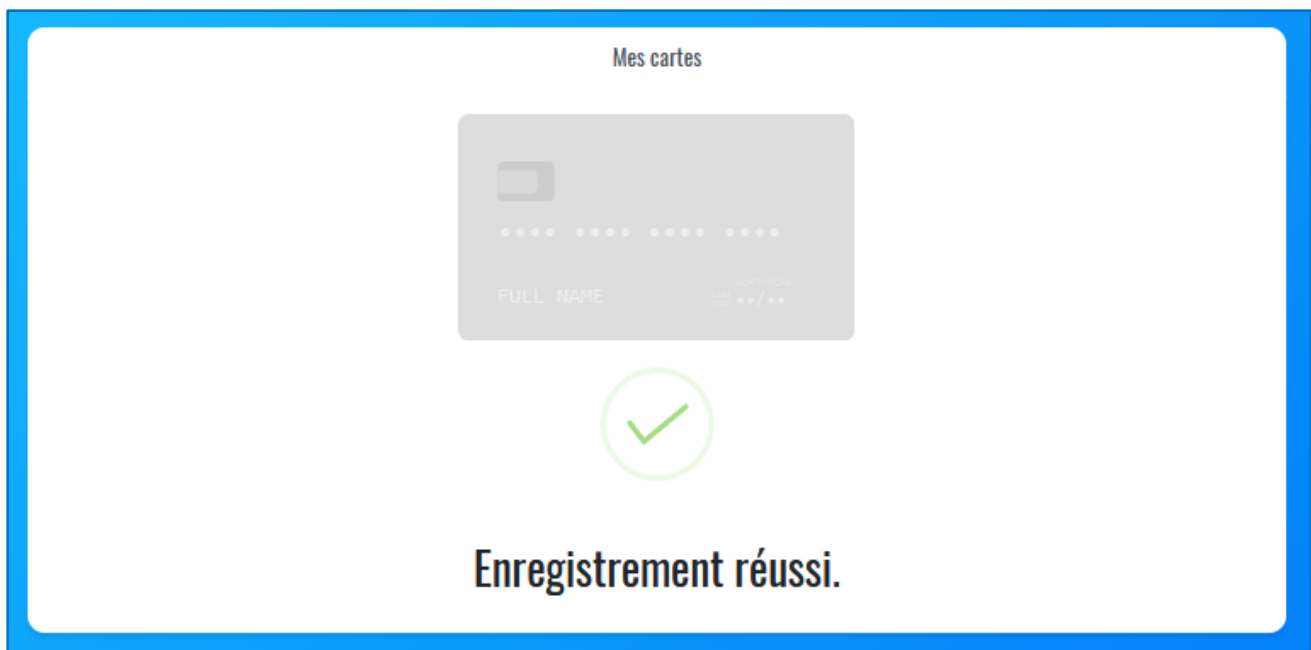 Mes cartes
•••• •••• •••• ••••
FULL NAME
••/••
Enregistrement réussi.